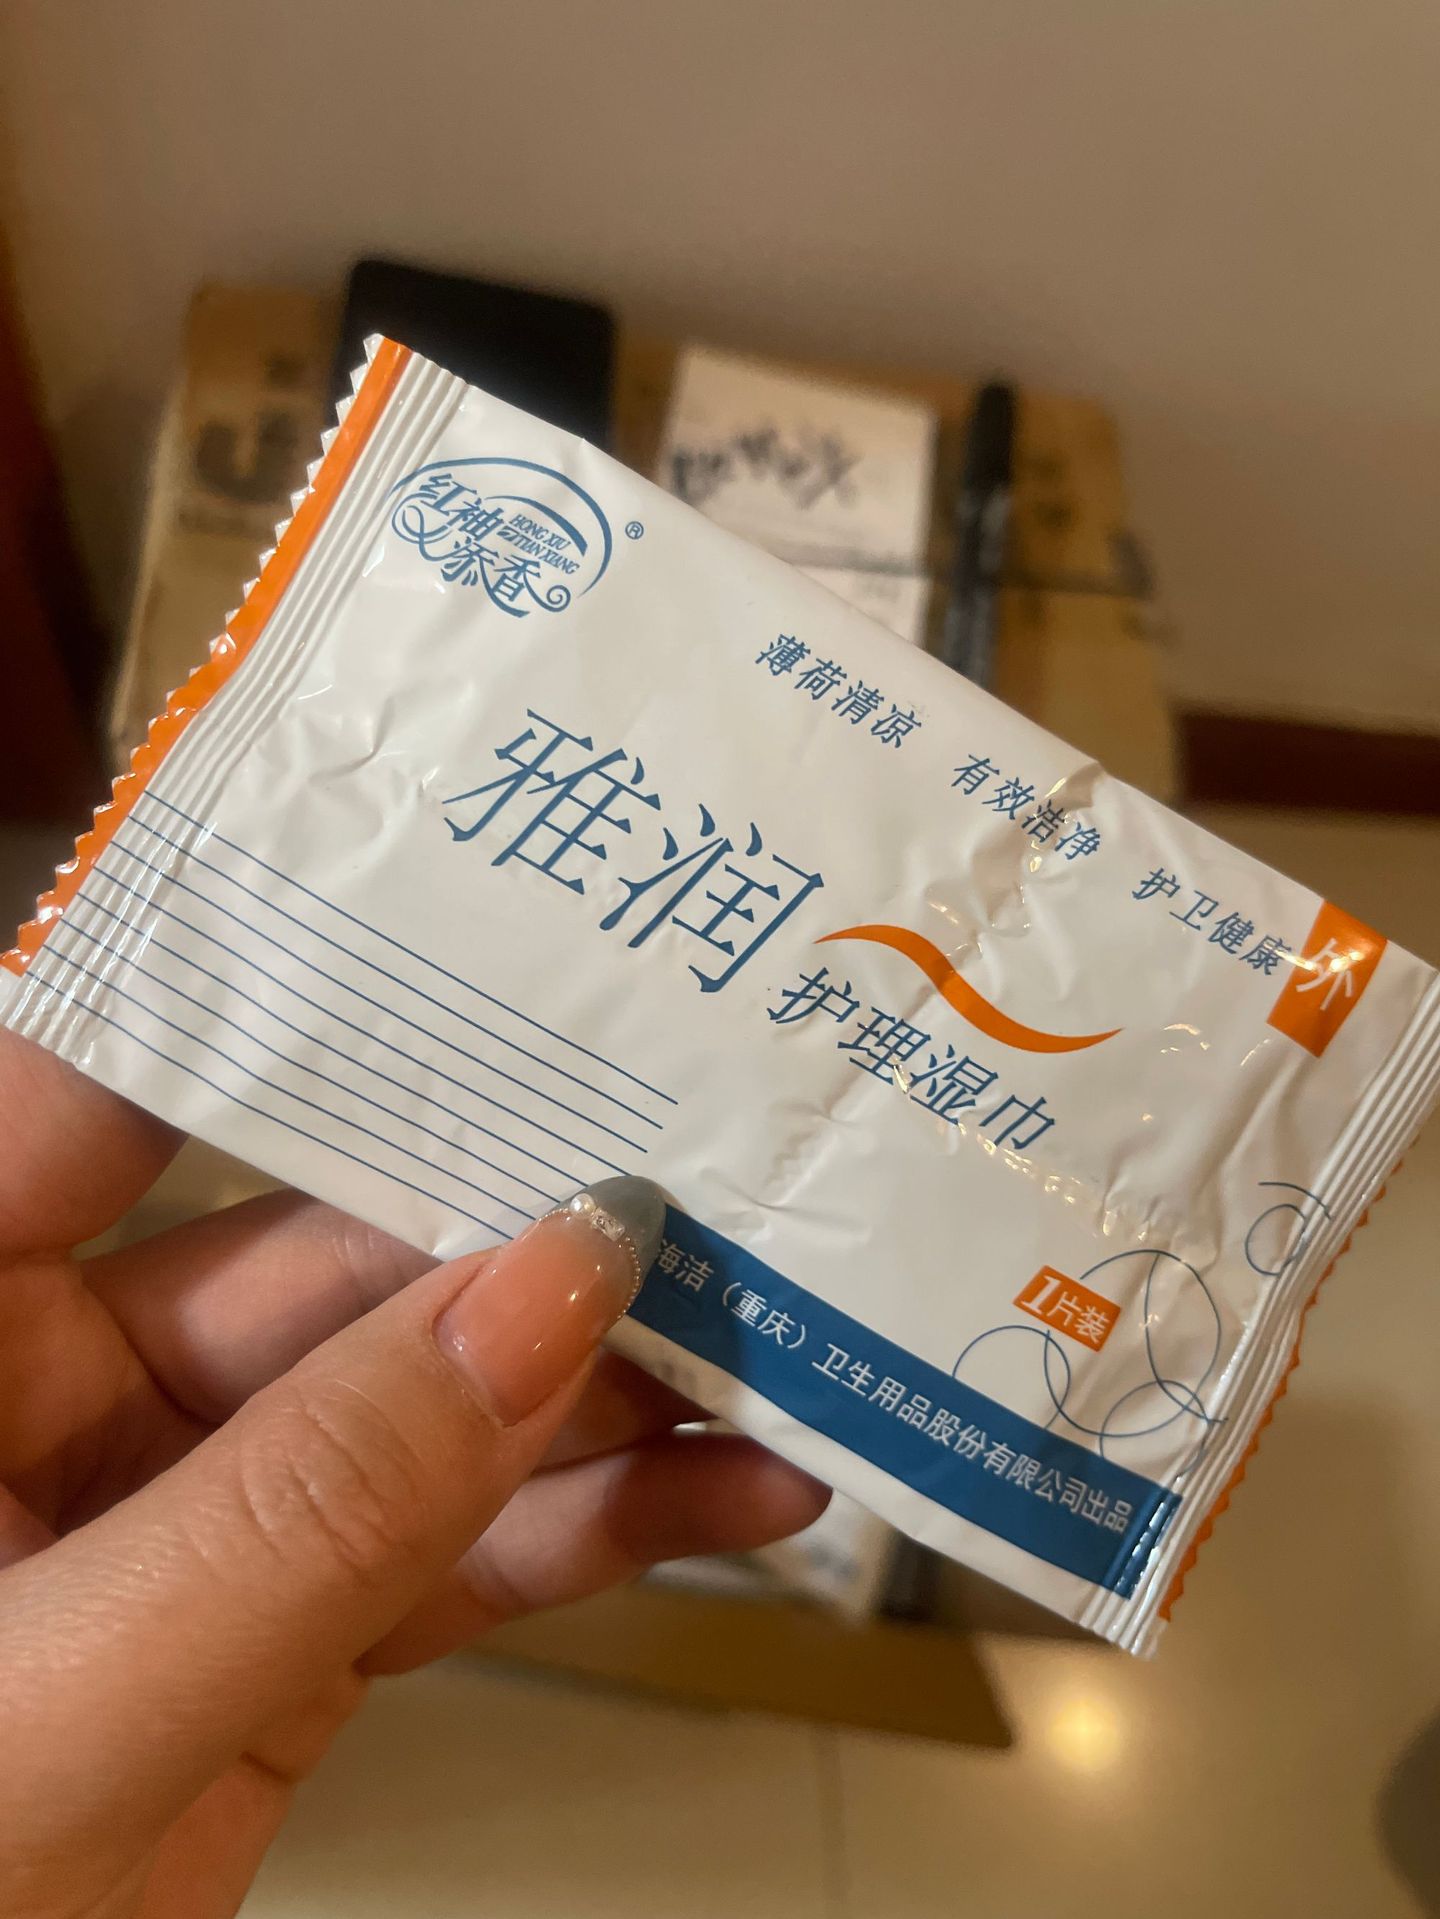 红袖
HONG XIU
TIAN XIANG
添香
®
薄荷清凉 有效洁净 护卫健康
外
雅润
护理湿巾
1片装
海洁（重庆）卫生用品股份有限公司出品